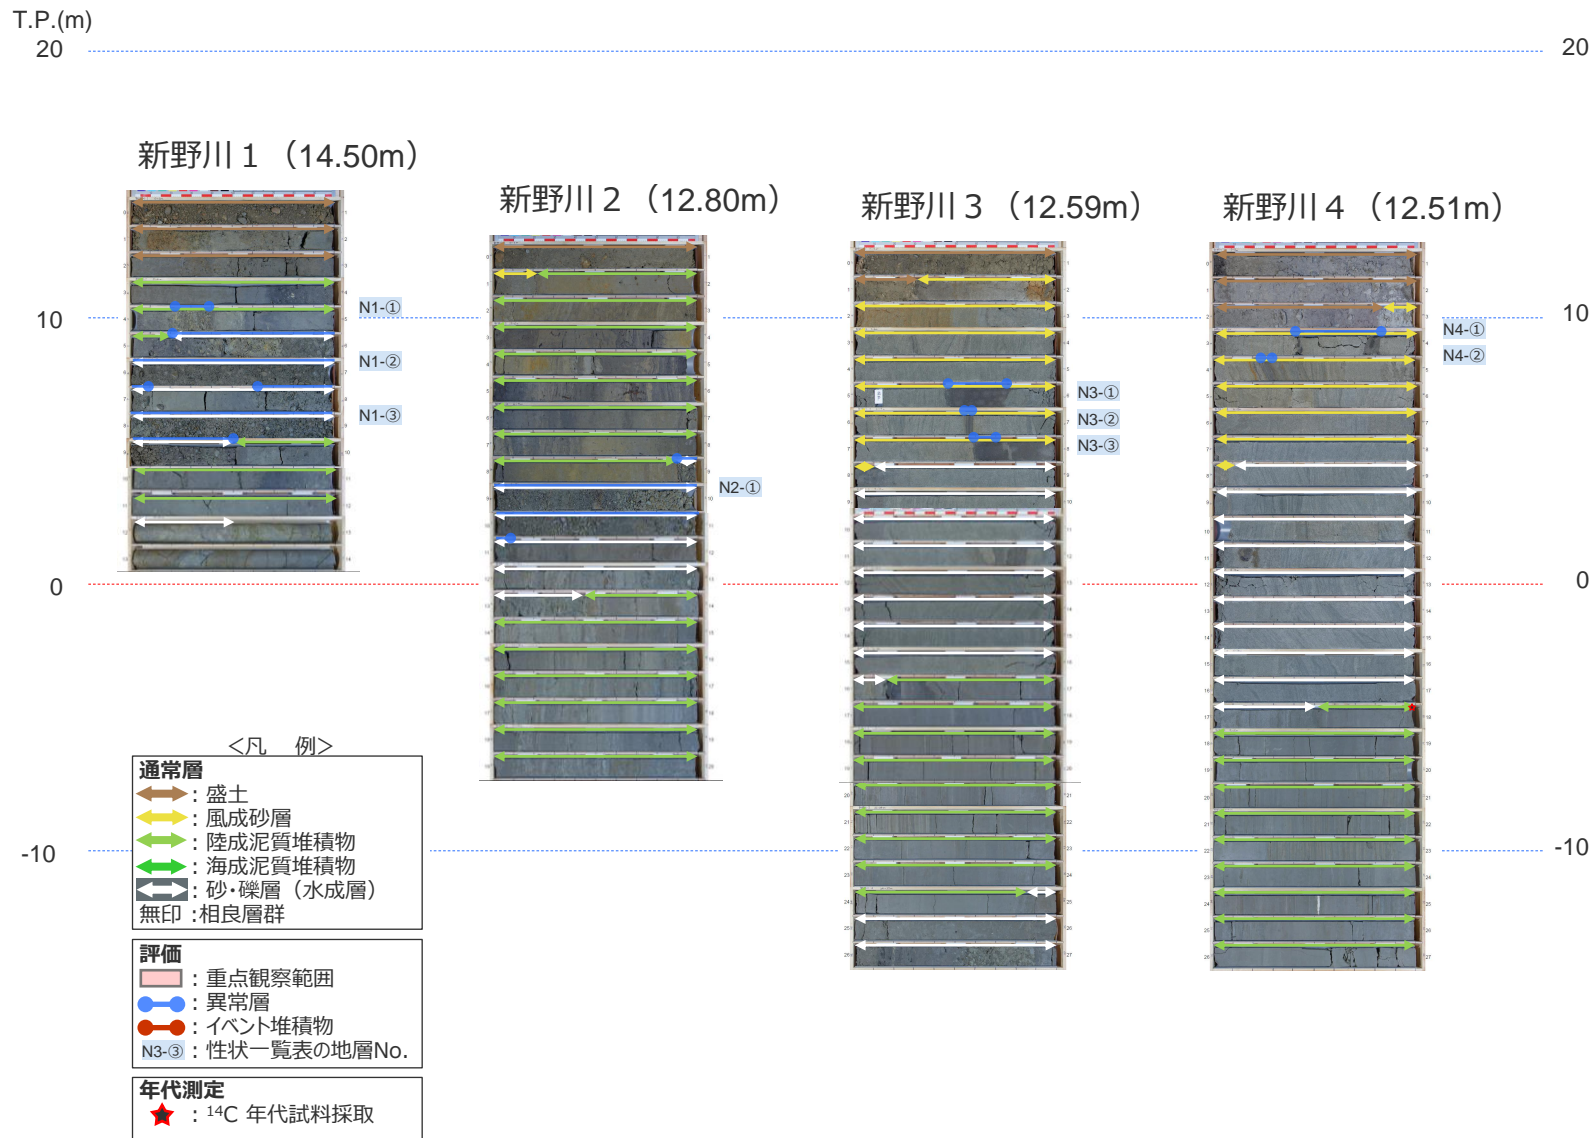 T.P.(m)
20
20
新野川１（14.50m）
新野川２（12.80m）
新野川３（12.59m）
新野川４（12.51m）
N1-①
10
10
N4-①
N1-②
N4-②
N3-①
N1-③
N3-②
N3-③
N2-①
0
0
＜凡　例＞
通常層
：盛土
：風成砂層
：陸成泥質堆積物
：海成泥質堆積物
：砂・礫層（水成層）
無印：相良層群
-10
-10
評価
：重点観察範囲
：異常層
：イベント堆積物
N3-③：性状一覧表の地層No.
年代測定
：14C 年代試料採取